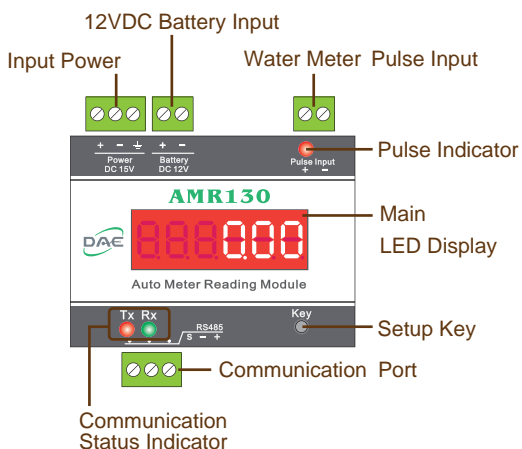 12VDC Battery Input
Input Power
Water Meter Pulse Input
+ − ⏚ + −
Power Battery
DC 15V DC 12V
Pulse Input
+ −
Pulse Indicator
AMR130
Main
LED Display
DAE
888000
Auto Meter Reading Module
Tx Rx
RS485
S − +
Key
Setup Key
Communication Port
Communication
Status Indicator